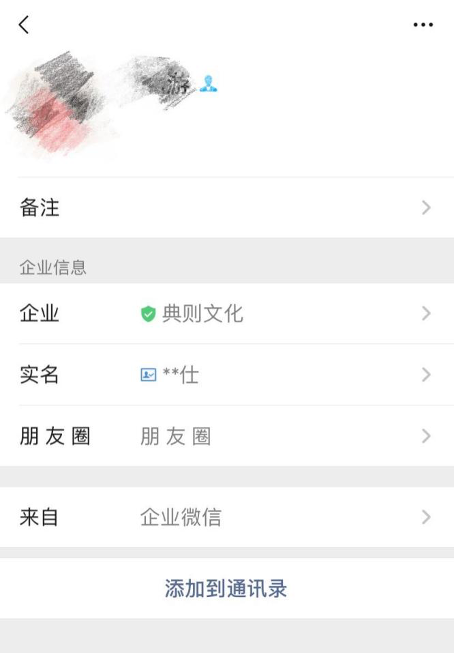 游
备注
企业信息
企业 典则文化
实名 **仕
朋友圈 朋友圈
来自 企业微信
添加到通讯录